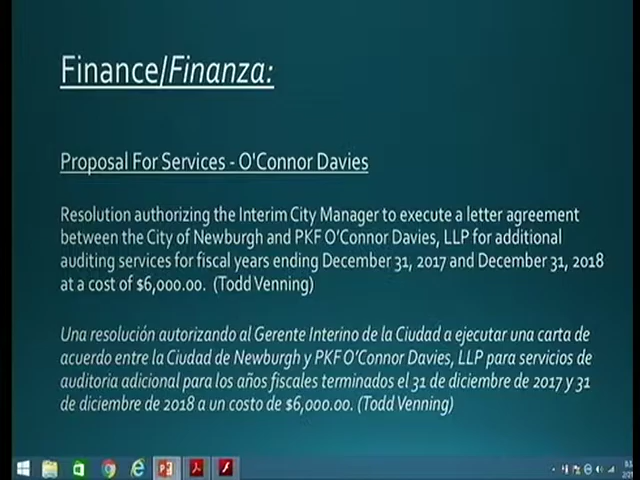 Finance/Finanza:
Proposal For Services - O'Connor Davies
Resolution authorizing the Interim City Manager to execute a letter agreement
between the City of Newburgh and PKF O'Connor Davies, LLP for additional
auditing services for fiscal years ending December 31, 2017 and December 31, 2018
at a cost of $6,000.00. (Todd Venning)
Una resolución autorizando al Gerente Interino de la Ciudad a ejecutar una carta de
acuerdo entre la Ciudad de Newburgh y PKF O'Connor Davies, LLP para servicios de
auditoria adicional para los años fiscales terminados el 31 de diciembre de 2017 y 31
de diciembre de 2018 a un costo de $6,000.00. (Todd Venning)